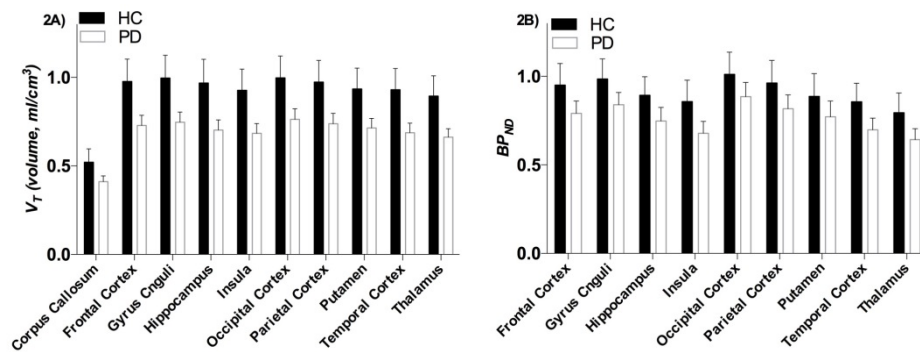 2A)
HC
PD
V_T (volume, ml/cm³)
1.0
0.5
0.0
Corpus Callosum
Frontal Cortex
Gyrus Cnguli
Hippocampus
Insula
Occipital Cortex
Parietal Cortex
Putamen
Temporal Cortex
Thalamus
2B)
HC
PD
BP_ND
1.0
0.5
0.0
Frontal Cortex
Gyrus Cnguli
Hippocampus
Insula
Occipital Cortex
Parietal Cortex
Putamen
Temporal Cortex
Thalamus